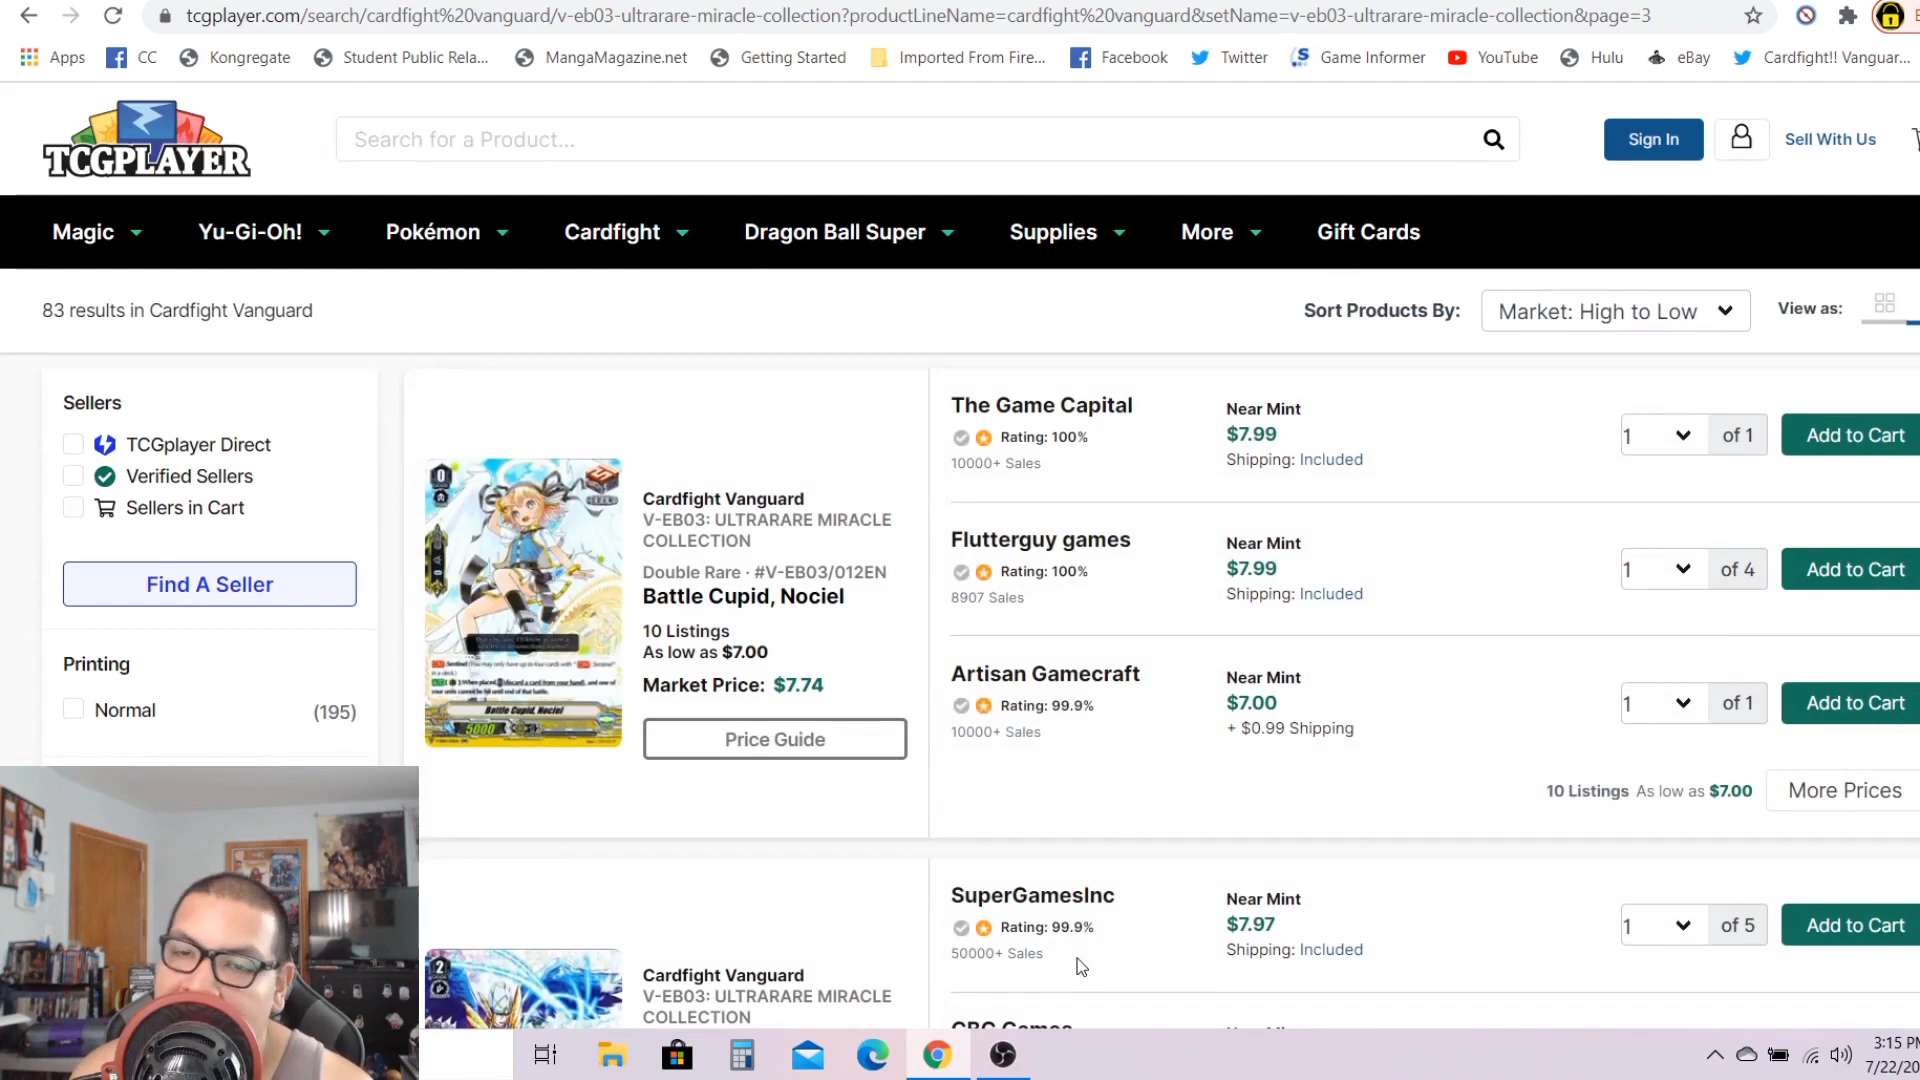 tcgplayer.com/search/cardfight%20vanguard/v-eb03-ultrarare-miracle-collection?productLineName=cardfight%20vanguard&setName=v-eb03-ultrarare-miracle-collection&page=3
Apps CC Kongregate Student Public Rela... MangaMagazine.net Getting Started Imported From Fire... Facebook Twitter Game Informer YouTube Hulu eBay Cardfight!! Vanguar...
TCGPLAYER
Search for a Product...
Sign In
Sell With Us
Magic Yu-Gi-Oh! Pokémon Cardfight Dragon Ball Super Supplies More Gift Cards
83 results in Cardfight Vanguard
Sort Products By: Market: High to Low
View as:
Sellers
TCGplayer Direct
Verified Sellers
Sellers in Cart
Find A Seller
Printing
Normal (195)
0
Battle Cupid, Nociel
5000
Cardfight Vanguard
V-EB03: ULTRARARE MIRACLE
COLLECTION
Double Rare · #V-EB03/012EN
Battle Cupid, Nociel
10 Listings
As low as $7.00
Market Price: $7.74
Price Guide
The Game Capital
Rating: 100%
10000+ Sales
Near Mint
$7.99
Shipping: Included
1 of 1
Add to Cart
Flutterguy games
Rating: 100%
8907 Sales
Near Mint
$7.99
Shipping: Included
1 of 4
Add to Cart
Artisan Gamecraft
Rating: 99.9%
10000+ Sales
Near Mint
$7.00
+ $0.99 Shipping
1 of 1
Add to Cart
10 Listings As low as $7.00
More Prices
2
Cardfight Vanguard
V-EB03: ULTRARARE MIRACLE
COLLECTION
SuperGamesInc
Rating: 99.9%
50000+ Sales
Near Mint
$7.97
Shipping: Included
1 of 5
Add to Cart
3:15 PM
7/22/20